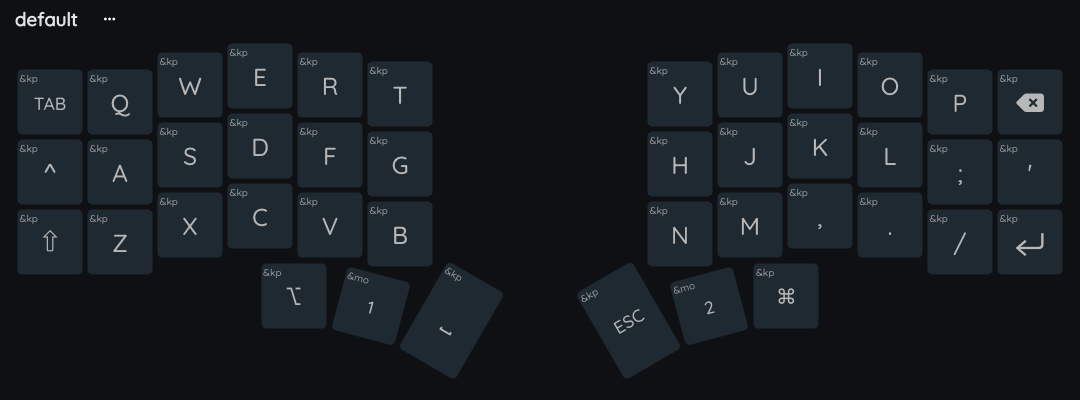 default ...
&kp TAB &kp Q &kp W &kp E &kp R &kp T &kp Y &kp U &kp I &kp O &kp P &kp ⌫
&kp ^ &kp A &kp S &kp D &kp F &kp G &kp H &kp J &kp K &kp L &kp ; &kp '
&kp ⇧ &kp Z &kp X &kp C &kp V &kp B &kp N &kp M &kp , &kp . &kp / &kp ↵
&kp ⌥ &mo 1 &kp ⎵ &kp ESC &mo 2 &kp ⌘